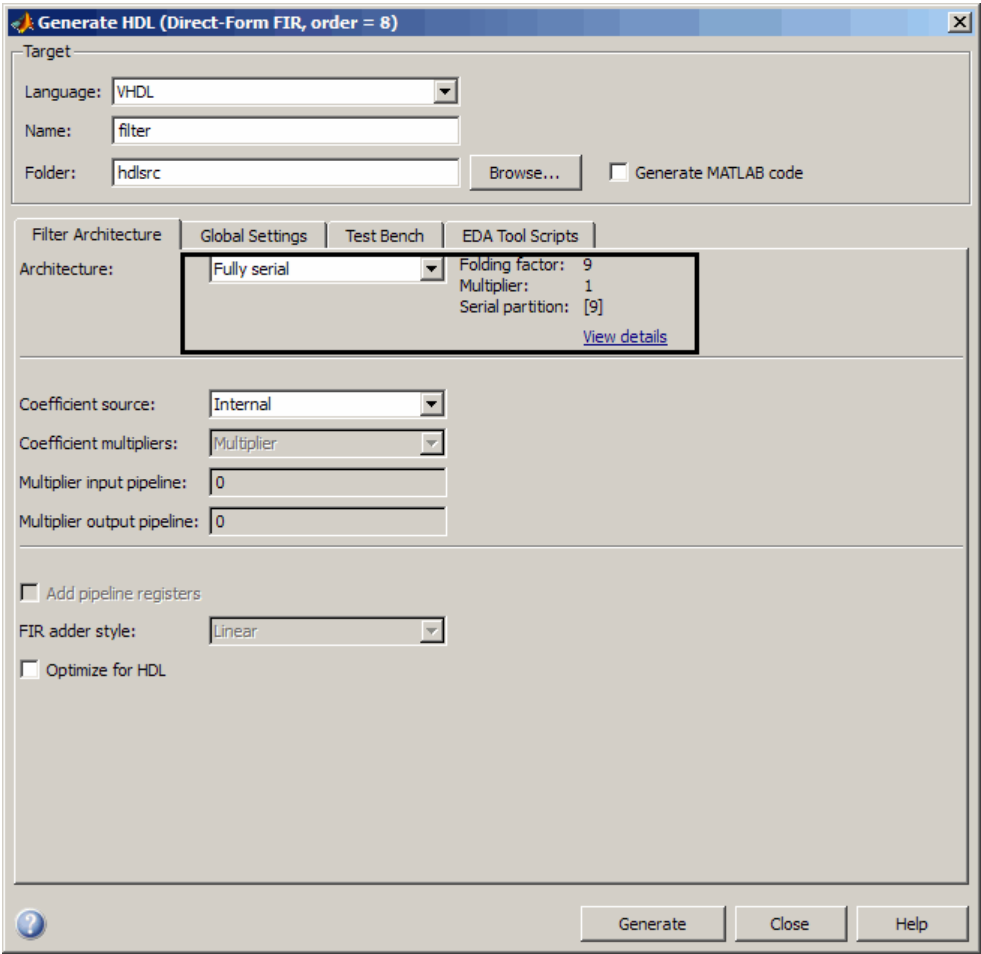 Generate HDL (Direct-Form FIR, order = 8)
Target
Language: VHDL
Name: filter
Folder: hdlsrc Browse... Generate MATLAB code
Filter Architecture Global Settings Test Bench EDA Tool Scripts
Architecture: Fully serial Folding factor: 9
Multiplier: 1
Serial partition: [9]
View details
Coefficient source: Internal
Coefficient multipliers: Multiplier
Multiplier input pipeline: 0
Multiplier output pipeline: 0
Add pipeline registers
FIR adder style: Linear
Optimize for HDL
? Generate Close Help